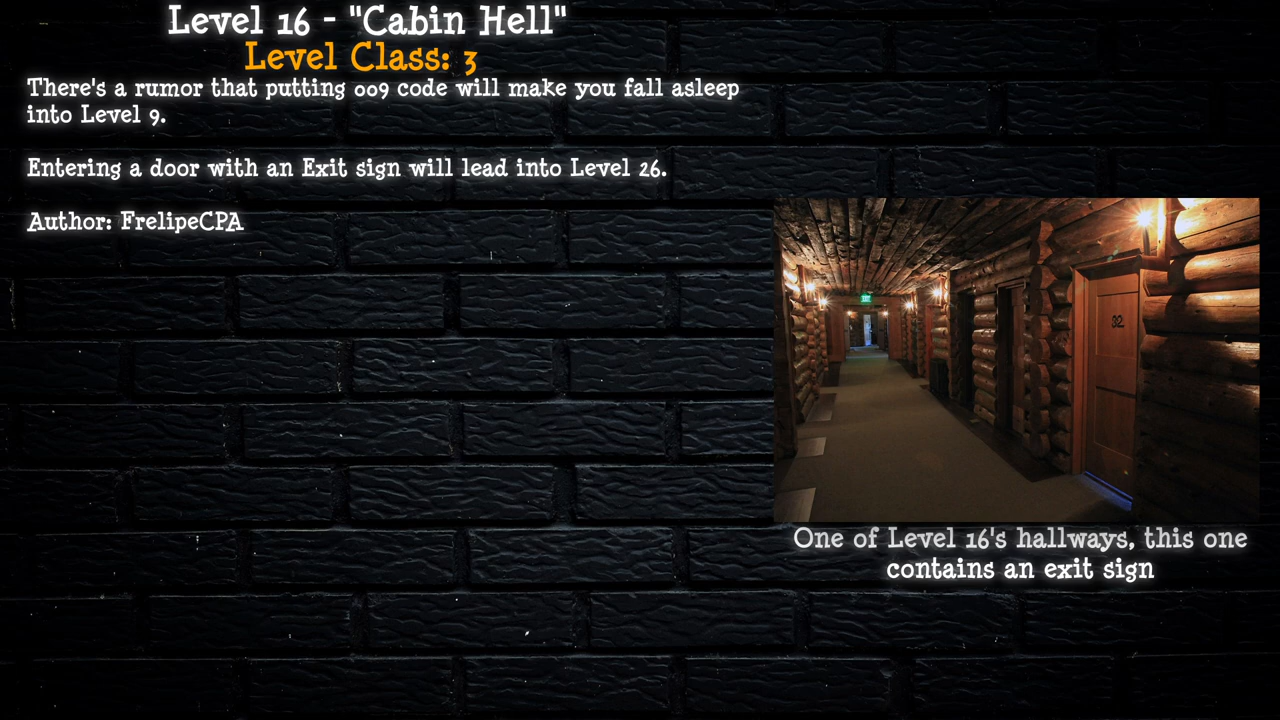 Level 16 - "Cabin Hell"
Level Class: 3
There's a rumor that putting 009 code will make you fall asleep
into Level 9.
Entering a door with an Exit sign will lead into Level 26.
Author: FrelipeCPA
32
One of Level 16's hallways, this one
contains an exit sign